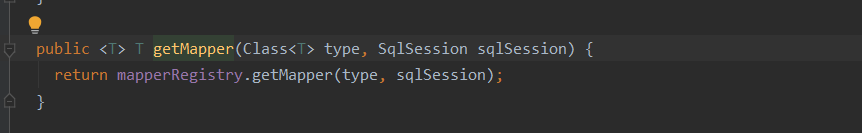 public <T> T getMapper(Class<T> type, SqlSession sqlSession) {
return mapperRegistry.getMapper(type, sqlSession);
}